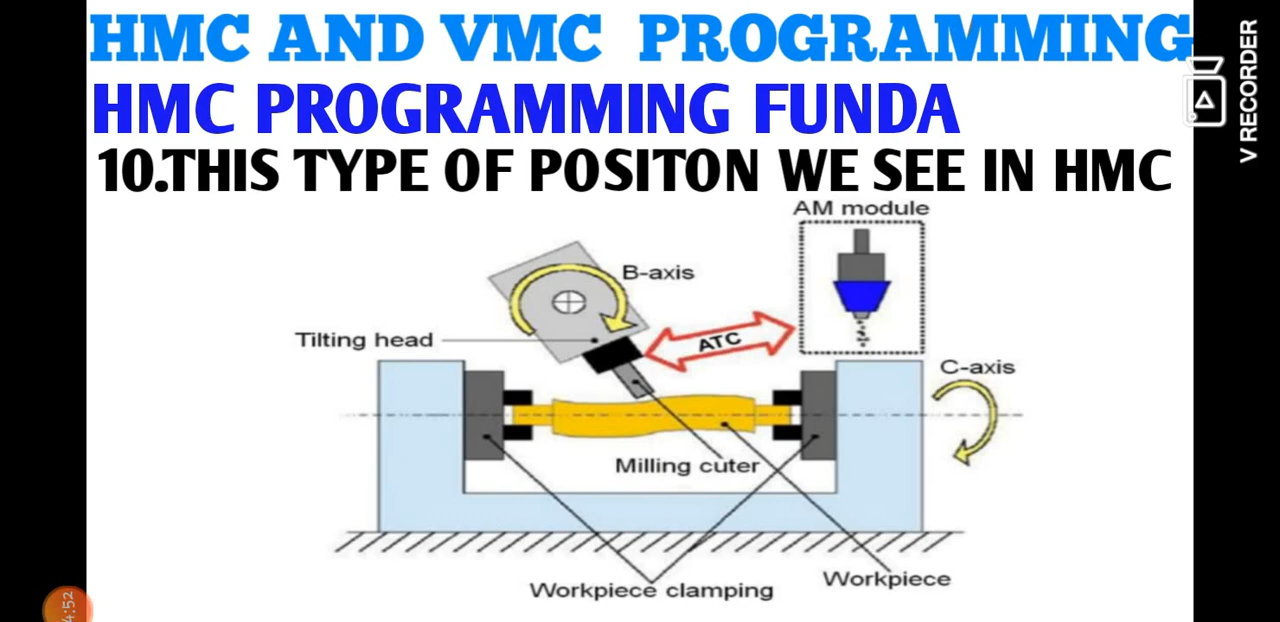 HMC AND VMC PROGRAMMING
HMC PROGRAMMING FUNDA
10.THIS TYPE OF POSITON WE SEE IN HMC
AM module
B-axis
Tilting head
ATC
C-axis
Milling cuter
Workpiece clamping
Workpiece
V RECORDER
4:52